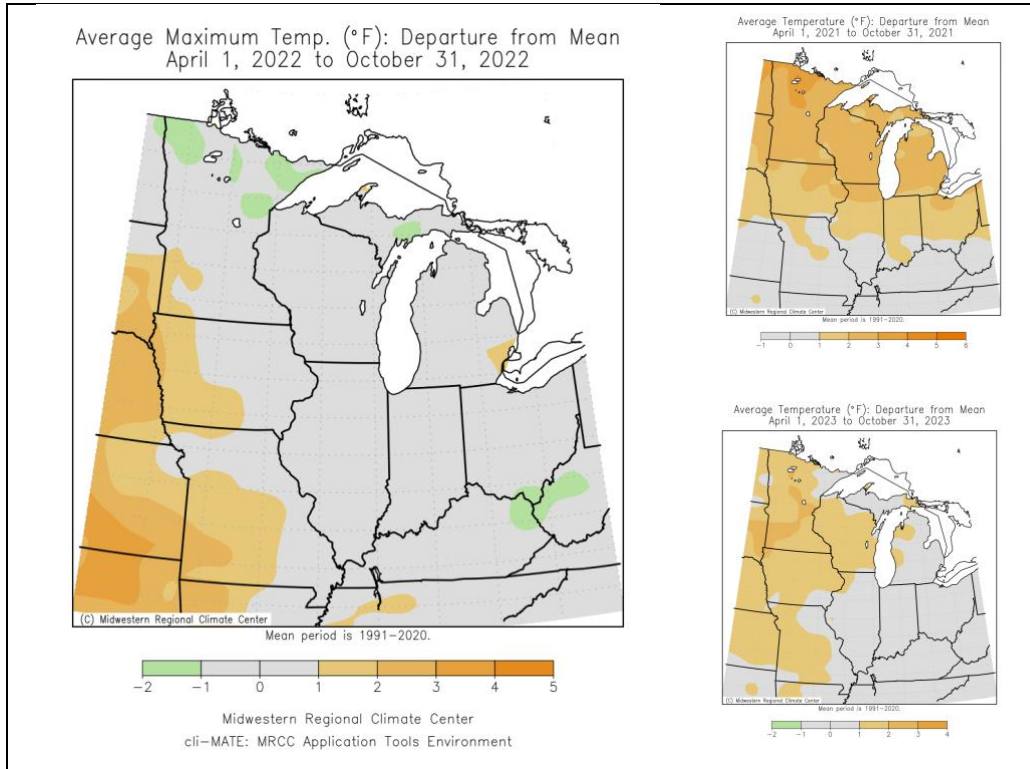 Average Maximum Temp. (°F): Departure from Mean
April 1, 2022 to October 31, 2022
(C) Midwestern Regional Climate Center
Mean period is 1991-2020.
-2 -1 0 1 2 3 4 5
Midwestern Regional Climate Center
cli-MATE: MRCC Application Tools Environment
Average Temperature (°F): Departure from Mean
April 1, 2021 to October 31, 2021
(C) Midwestern Regional Climate Center
Mean period is 1991-2020.
-1 0 1 2 3 4 5 6
Average Temperature (°F): Departure from Mean
April 1, 2023 to October 31, 2023
(C) Midwestern Regional Climate Center
Mean period is 1991-2020.
-2 -1 0 1 2 3 4